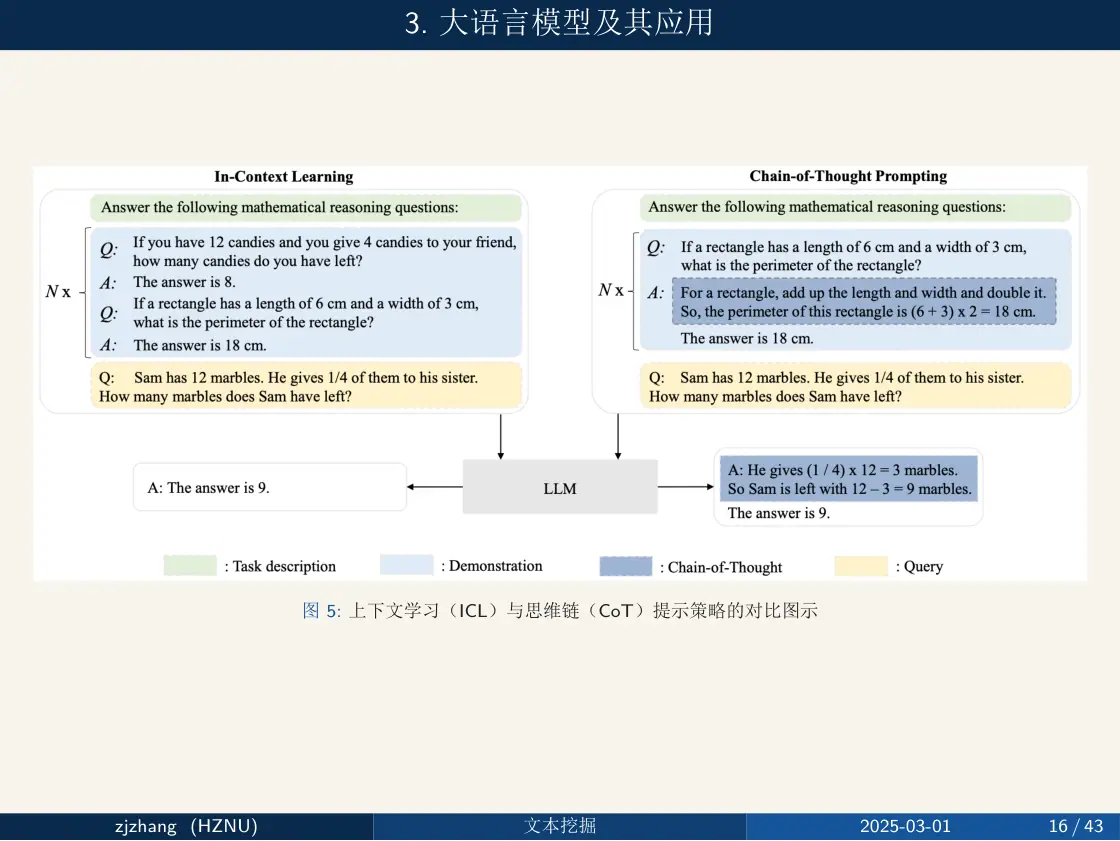 3. 大语言模型及其应用
In-Context Learning
Answer the following mathematical reasoning questions:
N x
Q: If you have 12 candies and you give 4 candies to your friend,
how many candies do you have left?
A: The answer is 8.
Q: If a rectangle has a length of 6 cm and a width of 3 cm,
what is the perimeter of the rectangle?
A: The answer is 18 cm.
Q: Sam has 12 marbles. He gives 1/4 of them to his sister.
How many marbles does Sam have left?
Chain-of-Thought Prompting
Answer the following mathematical reasoning questions:
N x
Q: If a rectangle has a length of 6 cm and a width of 3 cm,
what is the perimeter of the rectangle?
A: For a rectangle, add up the length and width and double it.
So, the perimeter of this rectangle is (6 + 3) x 2 = 18 cm.
The answer is 18 cm.
Q: Sam has 12 marbles. He gives 1/4 of them to his sister.
How many marbles does Sam have left?
A: The answer is 9.
LLM
A: He gives (1 / 4) x 12 = 3 marbles.
So Sam is left with 12 – 3 = 9 marbles.
The answer is 9.
: Task description
: Demonstration
: Chain-of-Thought
: Query
图 5: 上下文学习（ICL）与思维链（CoT）提示策略的对比图示
zjzhang (HZNU)
文本挖掘
2025-03-01
16 / 43